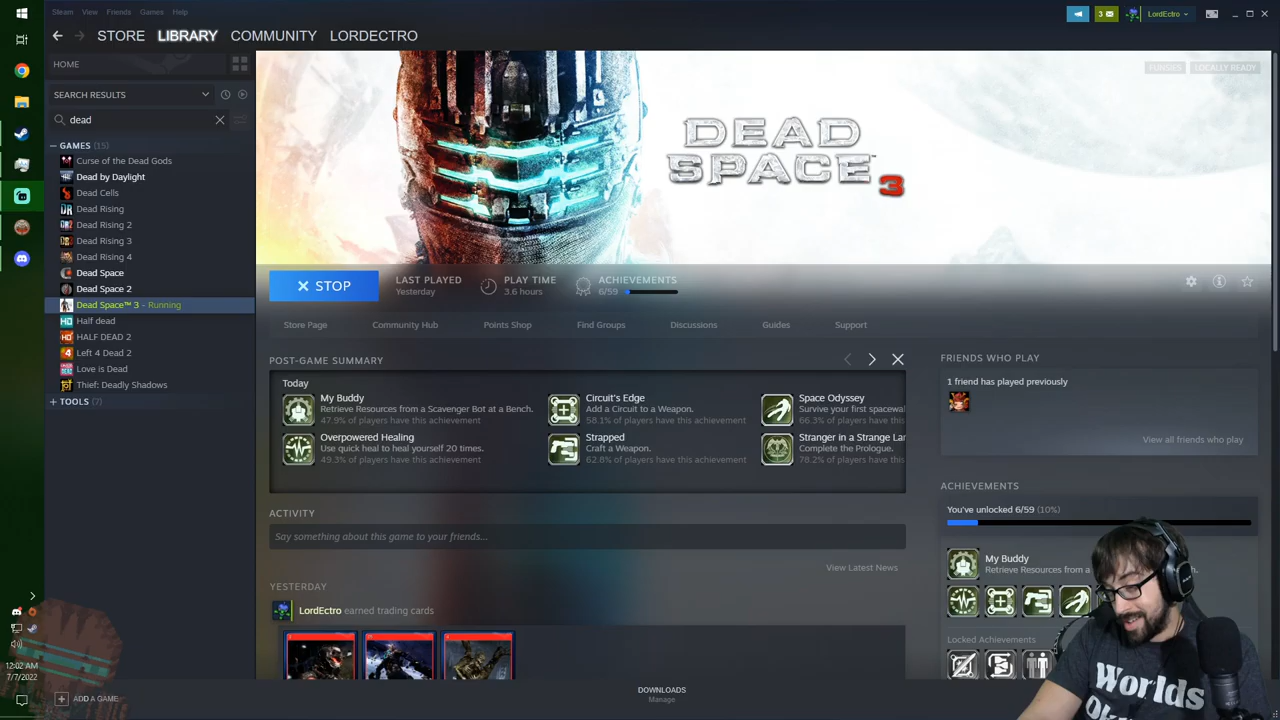 Steam View Friends Games Help
3
LordEctro
STORE LIBRARY COMMUNITY LORDECTRO
HOME
SEARCH RESULTS
dead
GAMES (15)
Curse of the Dead Gods
Dead by Daylight
Dead Cells
Dead Rising
Dead Rising 2
Dead Rising 3
Dead Rising 4
Dead Space
Dead Space 2
Dead Space™ 3 - Running
Half dead
HALF DEAD 2
Left 4 Dead 2
Love is Dead
Thief: Deadly Shadows
TOOLS (7)
FUNSIES LOCALLY READY
DEAD
SPACE™ 3
STOP
LAST PLAYED
Yesterday
PLAY TIME
3.6 hours
ACHIEVEMENTS
6/59
Store Page Community Hub Points Shop Find Groups Discussions Guides Support
POST-GAME SUMMARY
Today
My Buddy
Retrieve Resources from a Scavenger Bot at a Bench.
47.9% of players have this achievement
Circuit's Edge
Add a Circuit to a Weapon.
58.1% of players have this achievement
Space Odyssey
Survive your first spacewa
66.3% of players have this
Overpowered Healing
Use quick heal to heal yourself 20 times.
49.3% of players have this achievement
Strapped
Craft a Weapon.
62.8% of players have this achievement
Stranger in a Strange Lar
Complete the Prologue.
78.2% of players have this
ACTIVITY
Say something about this game to your friends...
View Latest News
YESTERDAY
LordEctro earned trading cards
FRIENDS WHO PLAY
1 friend has played previously
View all friends who play
ACHIEVEMENTS
You've unlocked 6/59 (10%)
My Buddy
Retrieve Resources from a
ch.
Locked Achievements
Worlds
12:02 AM
7/7/2022
ADD A GAME
DOWNLOADS
Manage